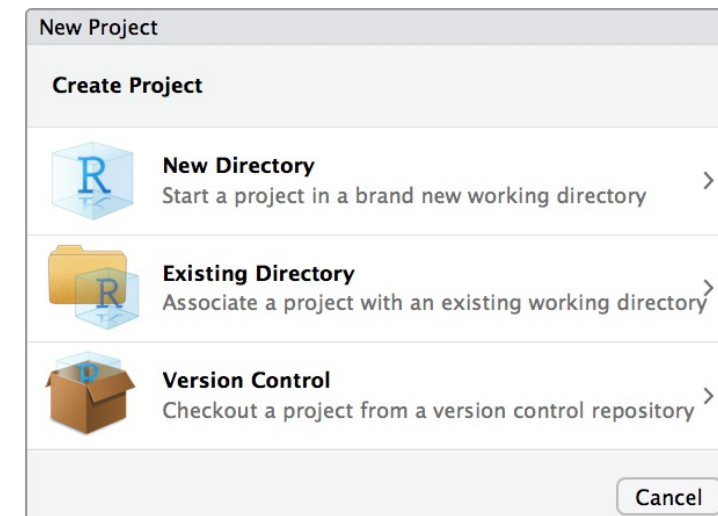 New Project
Create Project
R
New Directory
Start a project in a brand new working directory
R
Existing Directory
Associate a project with an existing working directory
R
Version Control
Checkout a project from a version control repository
Cancel